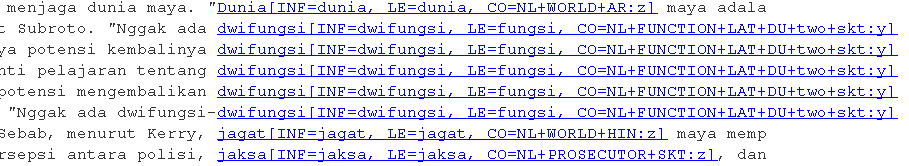 menjaga dunia maya. "Dunia[INF=dunia, LE=dunia, CO=NL+WORLD+AR:z] maya adala
t Subroto. "Nggak ada dwifungsi[INF=dwifungsi, LE=fungsi, CO=NL+FUNCTION+LAT+DU+two+skt:y]
ya potensi kembalinya dwifungsi[INF=dwifungsi, LE=fungsi, CO=NL+FUNCTION+LAT+DU+two+skt:y]
nti pelajaran tentang dwifungsi[INF=dwifungsi, LE=fungsi, CO=NL+FUNCTION+LAT+DU+two+skt:y]
potensi mengembalikan dwifungsi[INF=dwifungsi, LE=fungsi, CO=NL+FUNCTION+LAT+DU+two+skt:y]
"Nggak ada dwifungsi-dwifungsi[INF=dwifungsi, LE=fungsi, CO=NL+FUNCTION+LAT+DU+two+skt:y]
Sebab, menurut Kerry, jagat[INF=jagat, LE=jagat, CO=NL+WORLD+HIN:z] maya memp
ersepsi antara polisi, jaksa[INF=jaksa, LE=jaksa, CO=NL+PROSECUTOR+SKT:z], dan